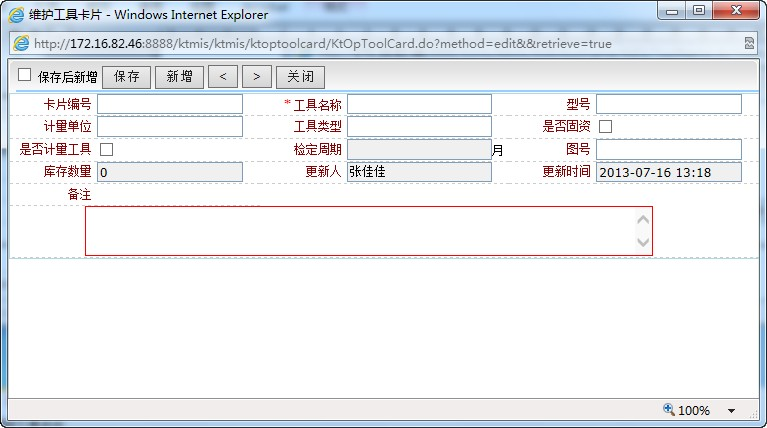 维护工具卡片 - Windows Internet Explorer
http://172.16.82.46:8888/ktmis/ktmis/ktoptoolcard/KtOpToolCard.do?method=edit&&retrieve=true
保存后新增 保存 新增 < > 关闭
卡片编号 * 工具名称 型号
计量单位 工具类型 是否固资
是否计量工具 检定周期 月 图号
库存数量 0 更新人 张佳佳 更新时间 2013-07-16 13:18
备注
100%